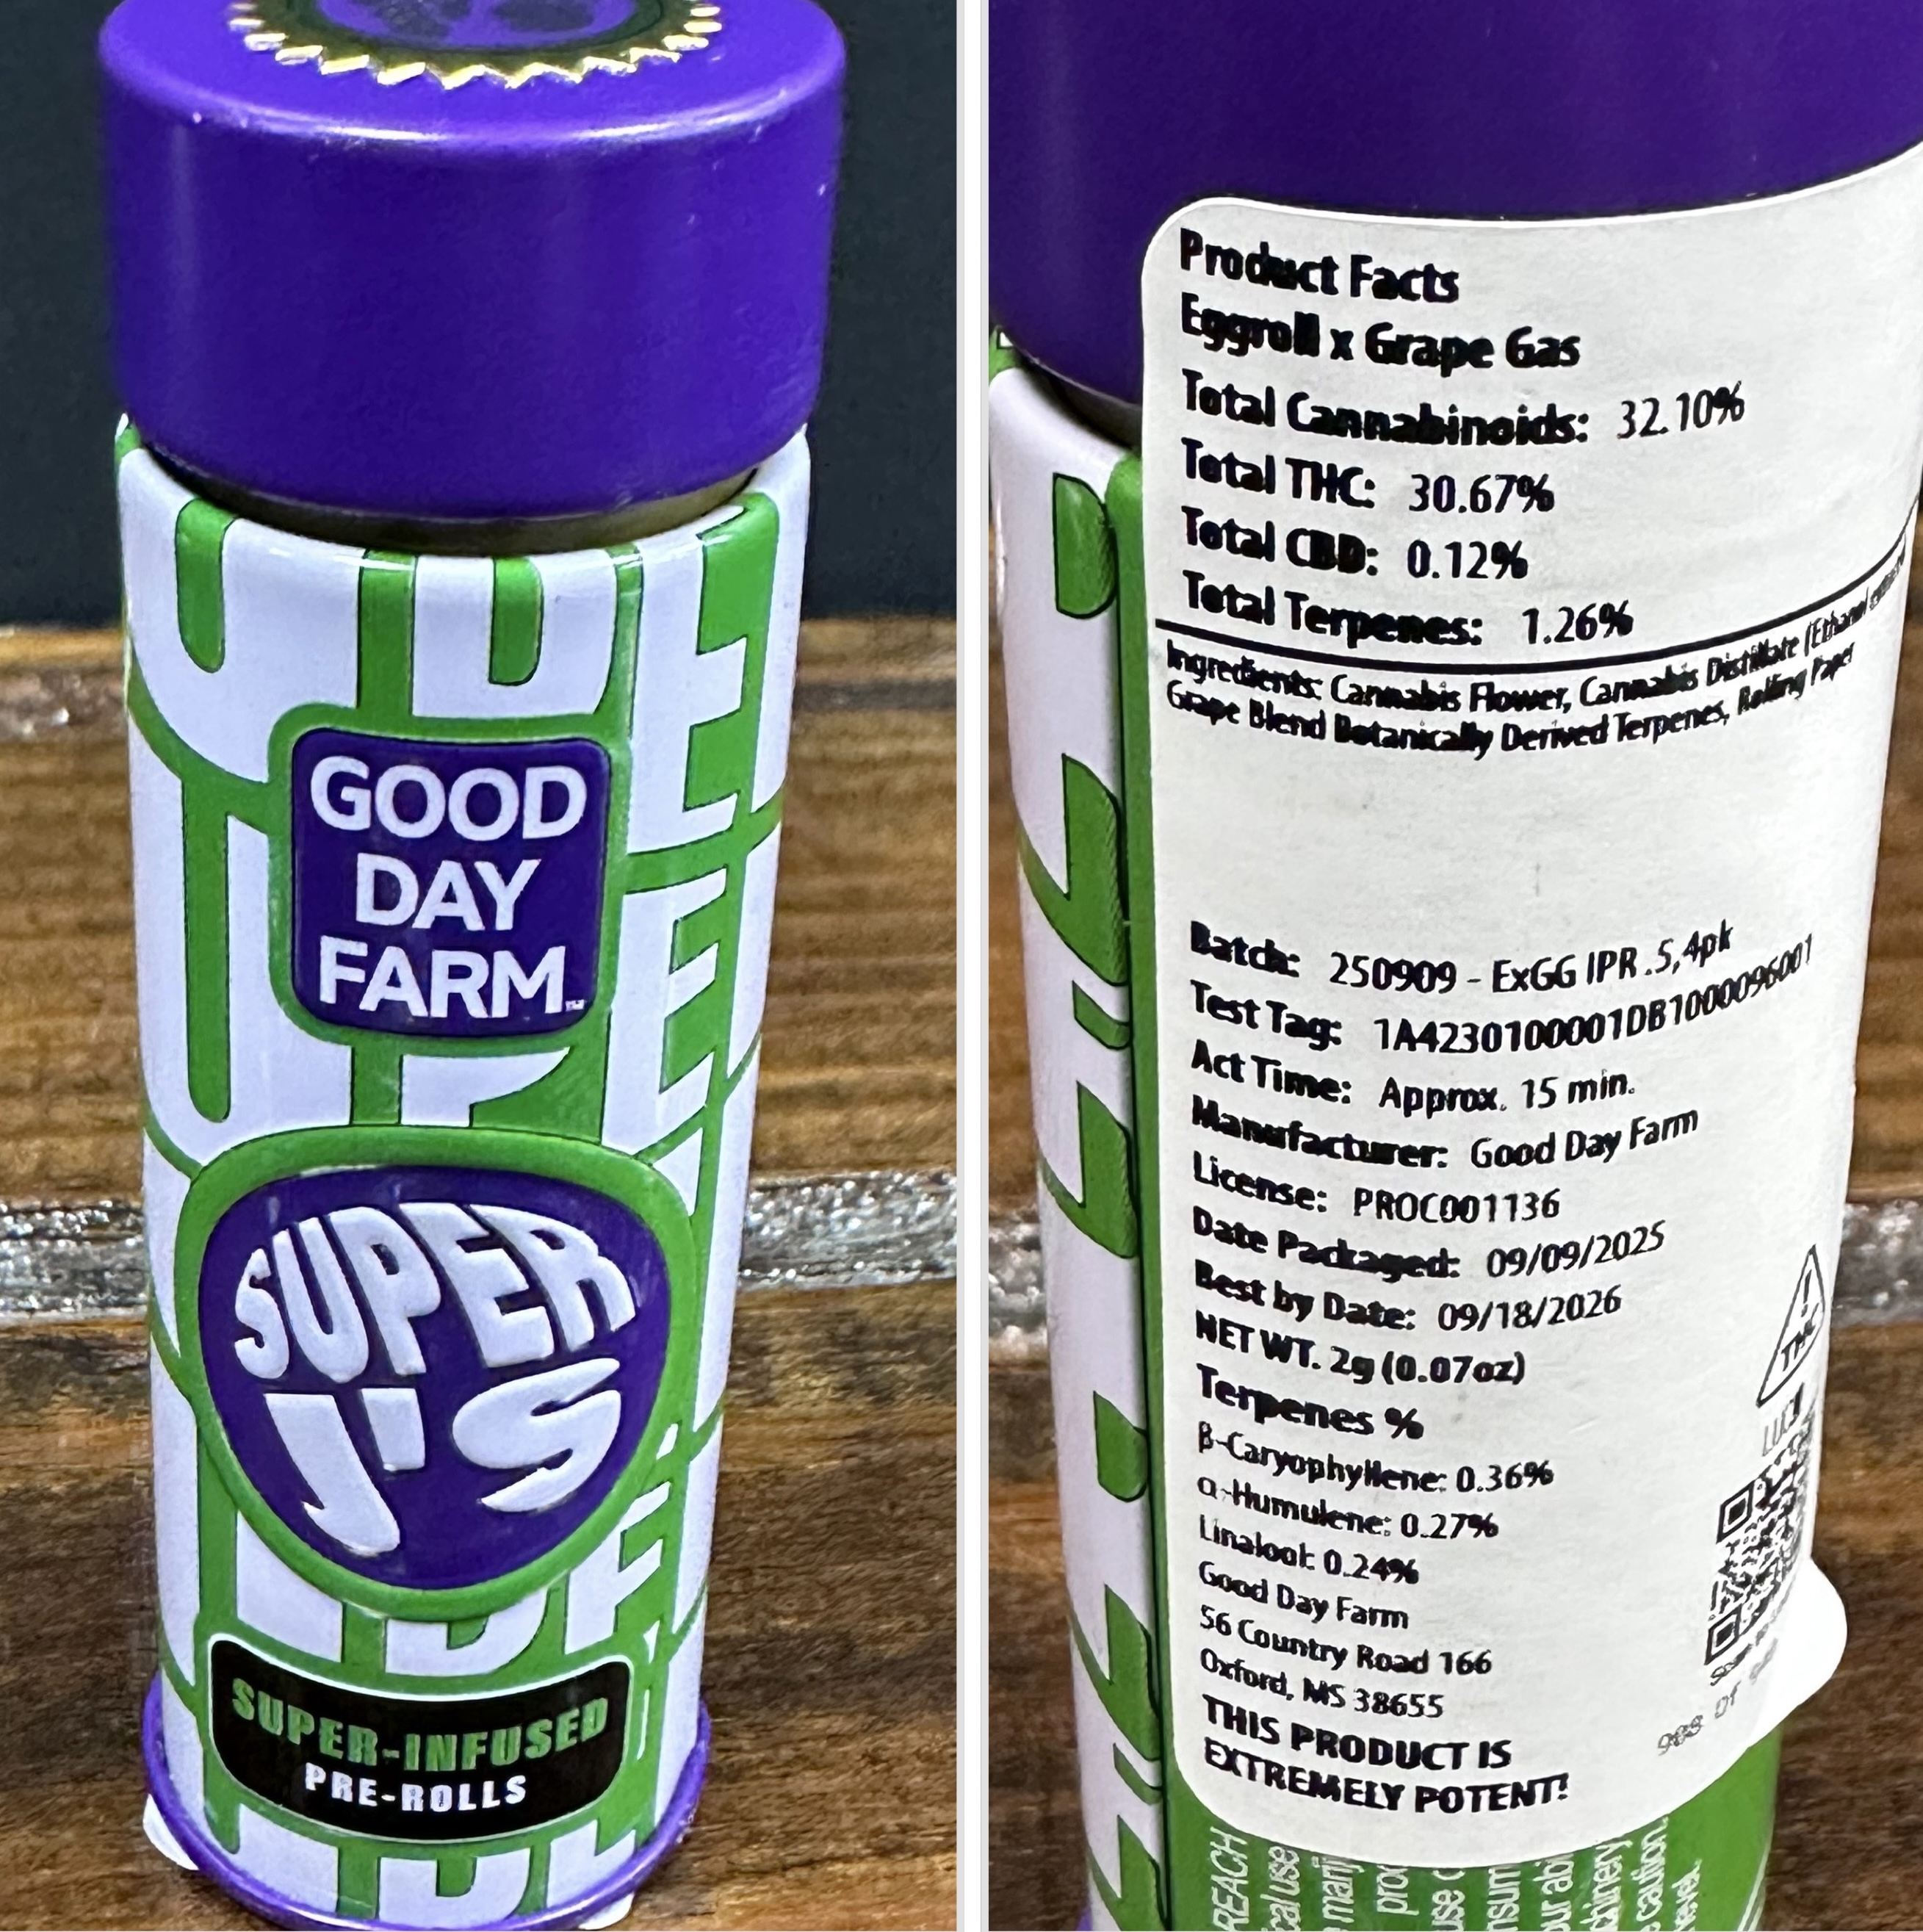 GOOD
DAY
FARM™
SUPER
J'S
SUPER-INFUSED
PRE-ROLLS
Product Facts
Eggroll x Grape Gas
Total Cannabinoids: 32.10%
Total THC: 30.67%
Total CBD: 0.12%
Total Terpenes: 1.26%
Ingredients: Cannabis Flower, Cannabis Distillate (Ethanol
Grape Blend Botanically Derived Terpenes, Rolling Paper
Batch: 250909 - ExGG IPR .5,4pk
Test Tag: 1A4230100001DB1000096001
Act Time: Approx. 15 min.
Manufacturer: Good Day Farm
License: PROC001136
Date Packaged: 09/09/2025
Best by Date: 09/18/2026
NET WT. 2g (0.07oz)
Terpenes %
β-Caryophyllene: 0.36%
α-Humulene: 0.27%
Linalool: 0.24%
Good Day Farm
56 Country Road 166
Oxford, MS 38655
THIS PRODUCT IS
EXTREMELY POTENT!
!
THC
REACH
use
caution.